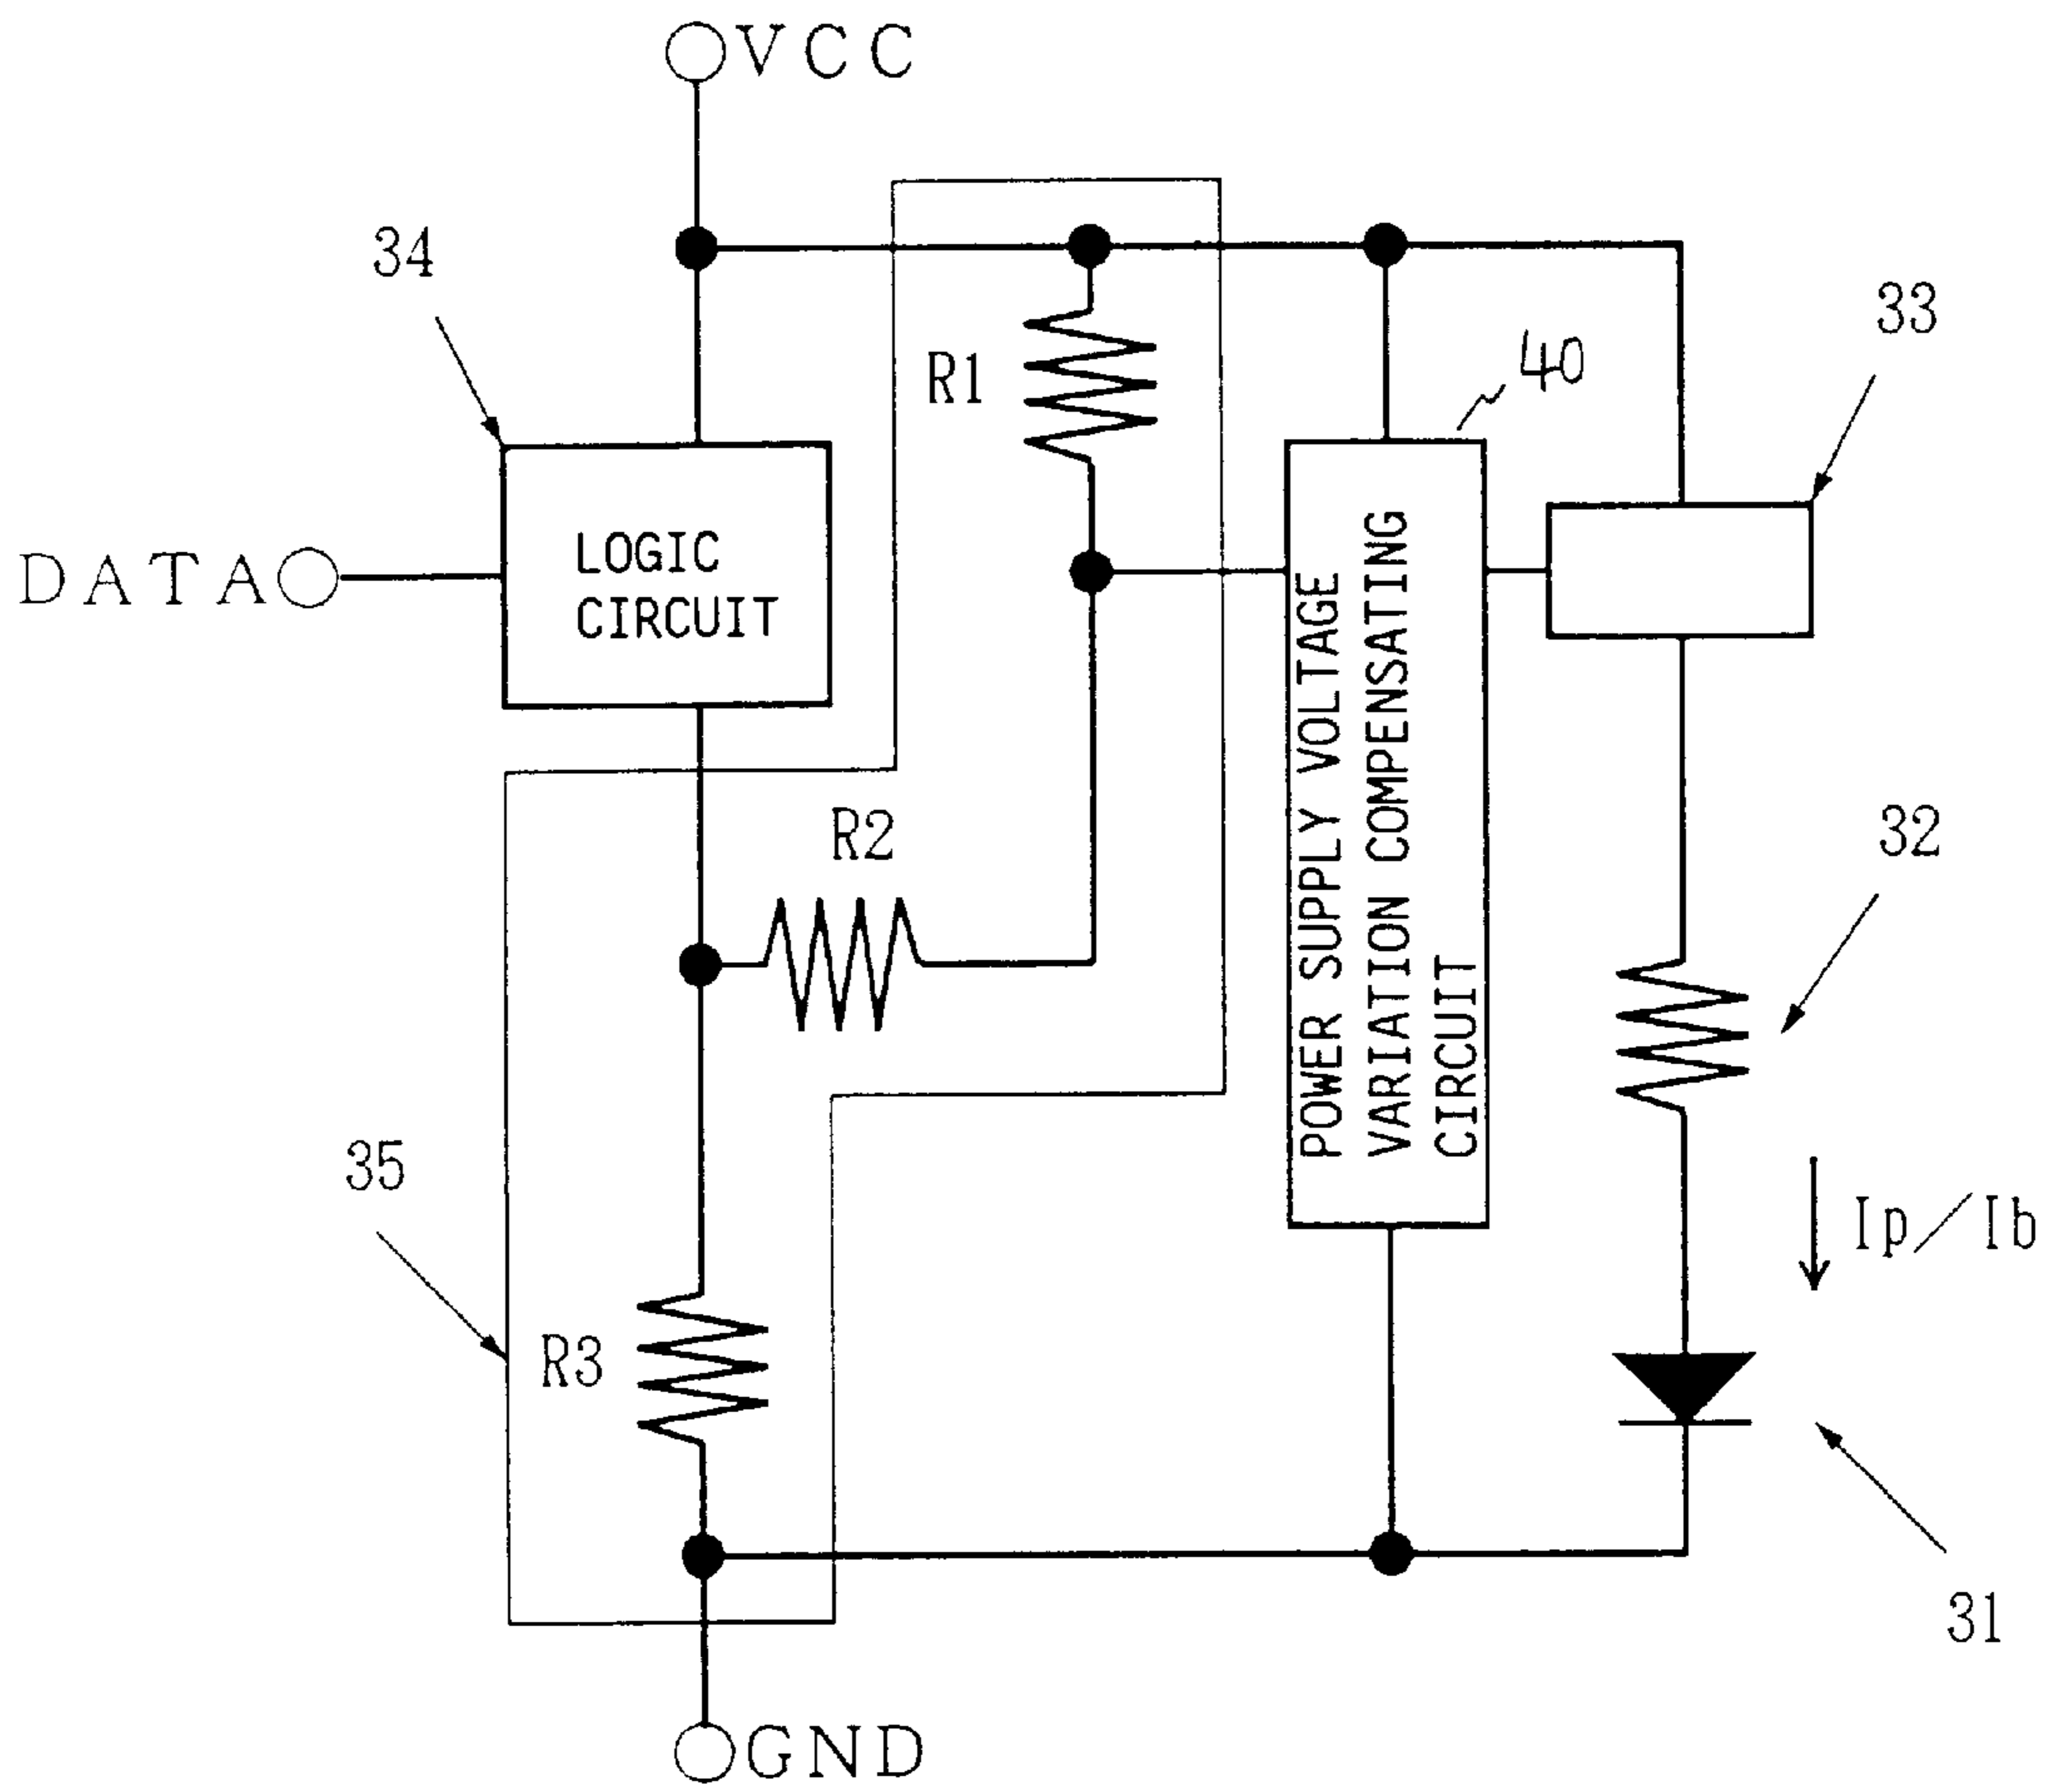 VCC
34
33
40
R1
DATA
LOGIC
CIRCUIT
POWER SUPPLY VOLTAGE
VARIATION COMPENSATING
CIRCUIT
R2
32
35
Ip/Ib
R3
31
GND